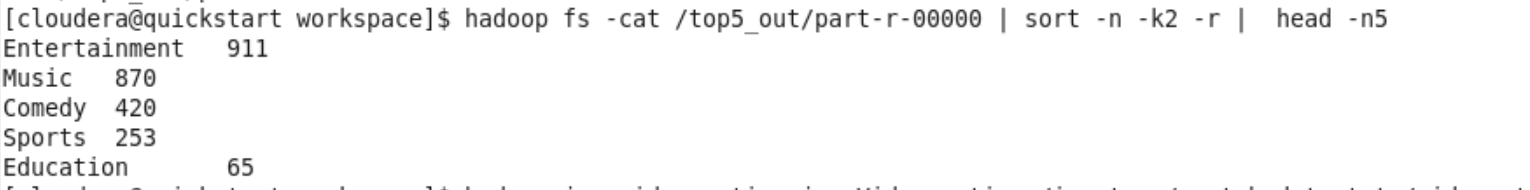 [cloudera@quickstart workspace]$ hadoop fs -cat /top5_out/part-r-00000 | sort -n -k2 -r |  head -n5
Entertainment	911
Music	870
Comedy	420
Sports	253
Education	65